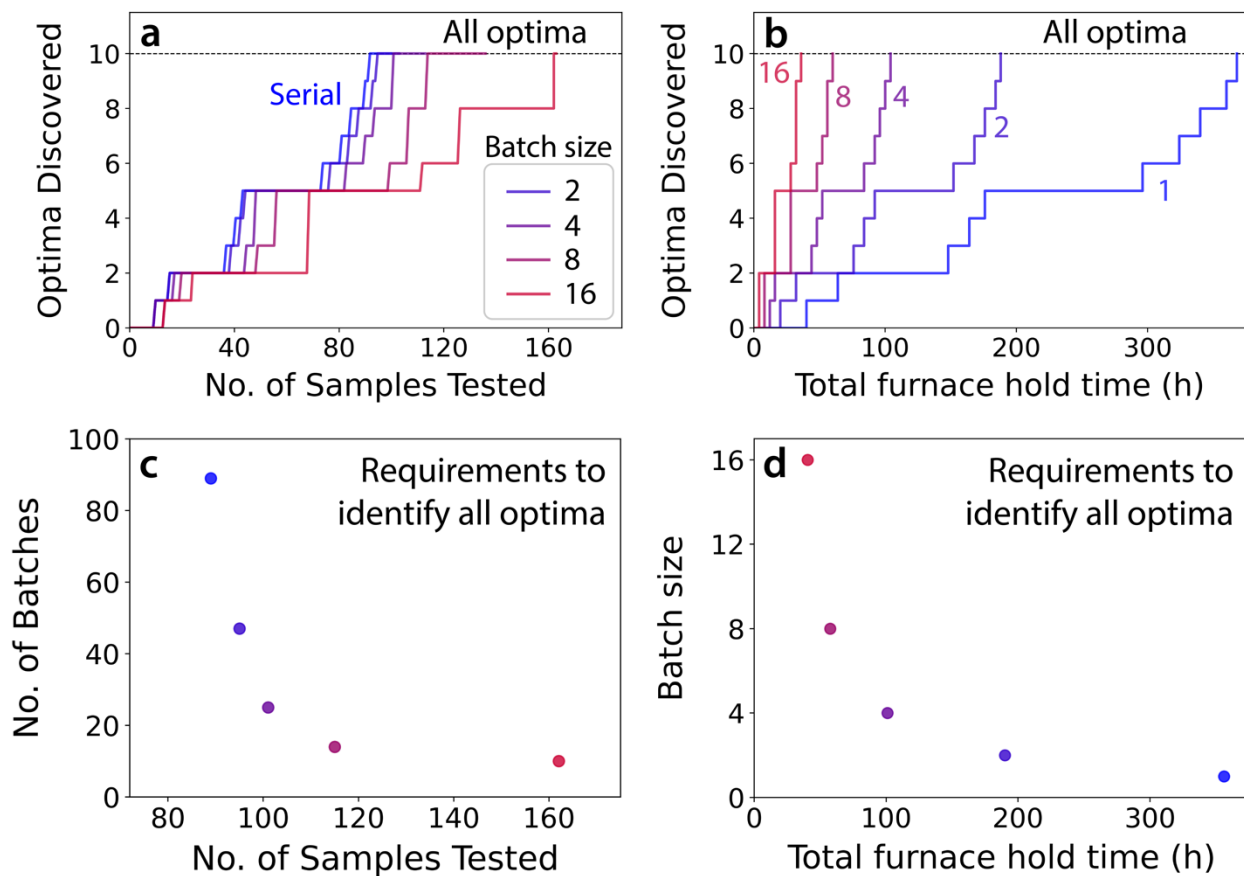 a
All optima
Serial
Batch size
2
4
8
16
Optima Discovered
10
8
6
4
2
0
0
40
80
120
160
No. of Samples Tested
b
All optima
16
8
4
2
1
Optima Discovered
10
8
6
4
2
0
0
100
200
300
Total furnace hold time (h)
c
Requirements to
identify all optima
No. of Batches
100
80
60
40
20
0
80
100
120
140
160
No. of Samples Tested
d
Requirements to
identify all optima
Batch size
16
12
8
4
0
0
100
200
300
Total furnace hold time (h)